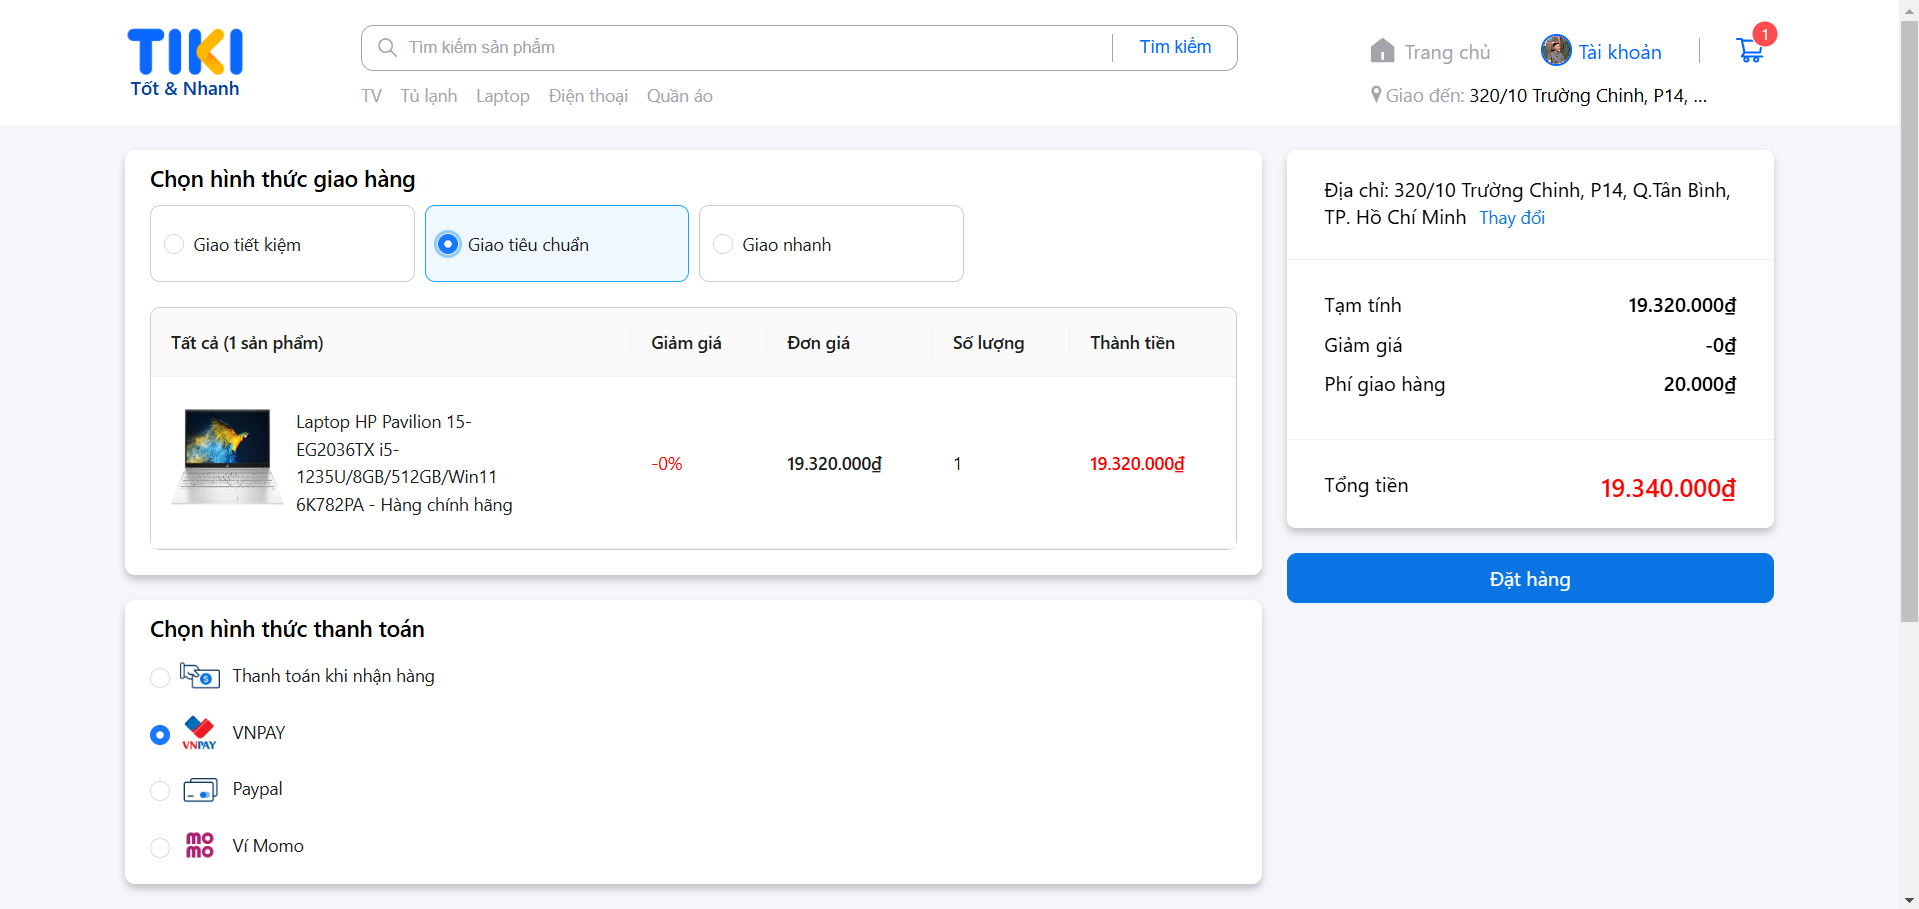 TIKI
Tốt & Nhanh
Tìm kiếm sản phẩm
Tìm kiếm
TV Tủ lạnh Laptop Điện thoại Quần áo
Trang chủ
Tài khoản
1
Giao đến: 320/10 Trường Chinh, P14, ...
Chọn hình thức giao hàng
Giao tiết kiệm
Giao tiêu chuẩn
Giao nhanh
Tất cả (1 sản phẩm) Giảm giá Đơn giá Số lượng Thành tiền
Laptop HP Pavilion 15-
EG2036TX i5-
1235U/8GB/512GB/Win11
6K782PA - Hàng chính hãng
-0% 19.320.000₫ 1 19.320.000₫
Chọn hình thức thanh toán
Thanh toán khi nhận hàng
VNPAY
VNPAY
Paypal
mo
mo
Ví Momo
Địa chỉ: 320/10 Trường Chinh, P14, Q.Tân Bình,
TP. Hồ Chí Minh Thay đổi
Tạm tính 19.320.000₫
Giảm giá -0₫
Phí giao hàng 20.000₫
Tổng tiền 19.340.000₫
Đặt hàng